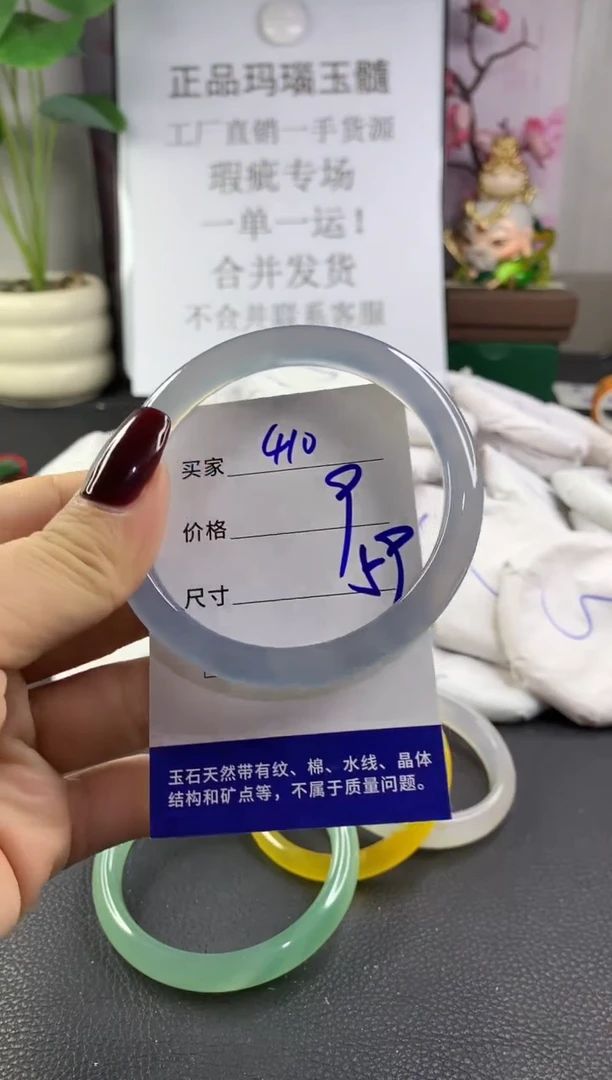 正品玛瑙玉髓
工厂直销一手货源
瑕疵专场
一单一运！
合并发货
不合并联系客服
买家 410
价格 9
尺寸 59
玉石天然带有纹、棉、水线、晶体
结构和矿点等，不属于质量问题。